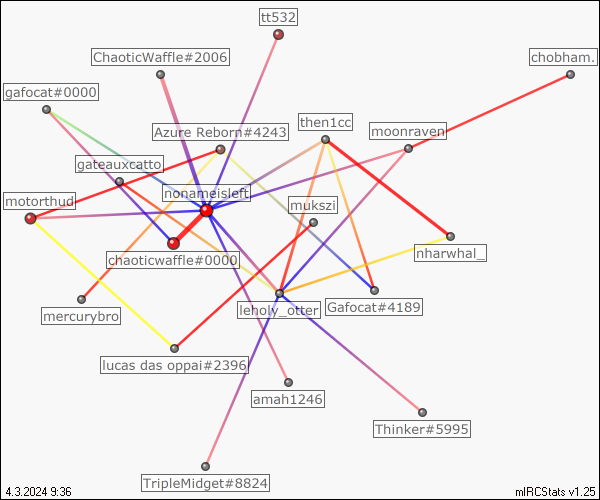 tt532
ChaoticWaffle#2006
chobham.
gafocat#0000
then1cc
Azure Reborn#4243
moonraven
gateauxcatto
nonameisleft
motorthud
mukszi
nharwhal_
chaoticwaffle#0000
mercurybro
leholy_otter
Gafocat#4189
lucas das oppai#2396
amah1246
Thinker#5995
TripleMidget#8824
4.3.2024 9:36
mIRCStats v1.25